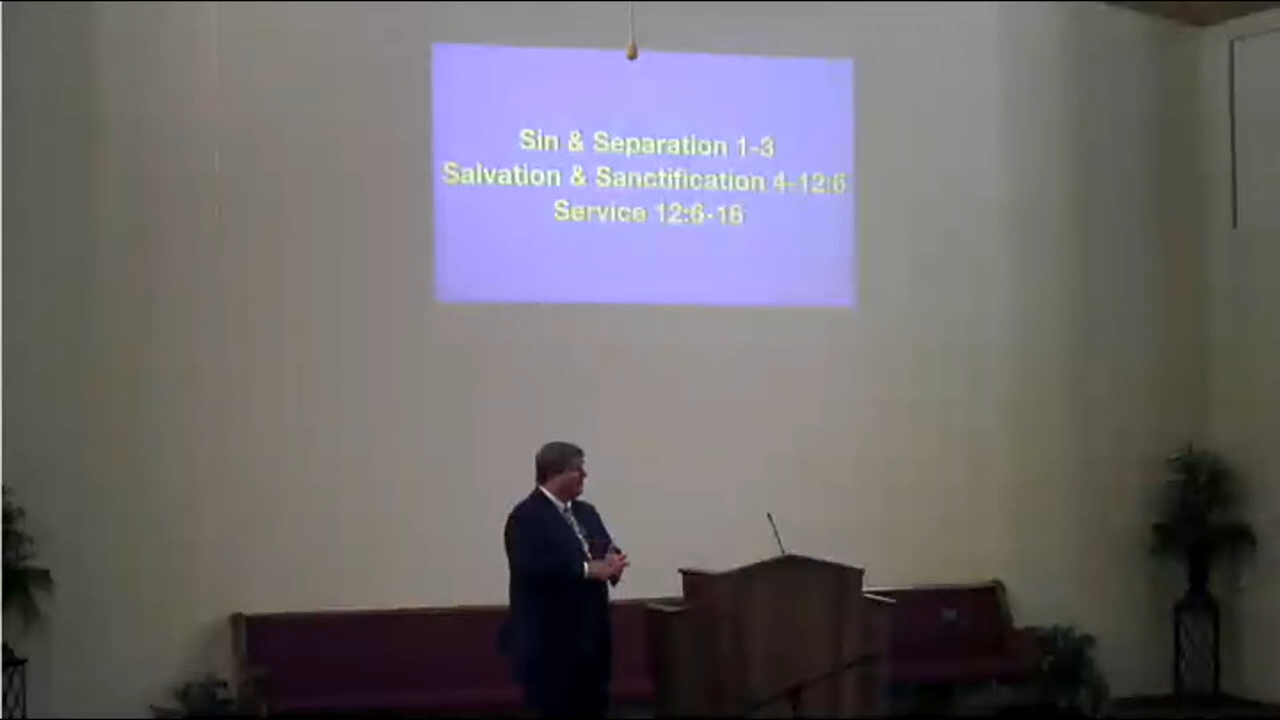 Sin & Separation 1-3
Salvation & Sanctification 4-12:6
Service 12:6-16